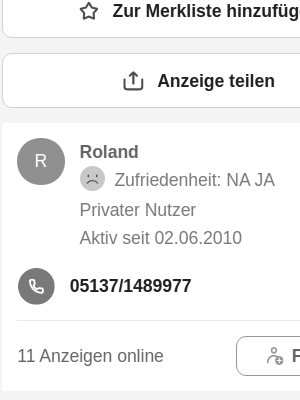 Zur Merkliste hinzufüg
Anzeige teilen
R
Roland
Zufriedenheit: NA JA
Privater Nutzer
Aktiv seit 02.06.2010
05137/1489977
11 Anzeigen online
F